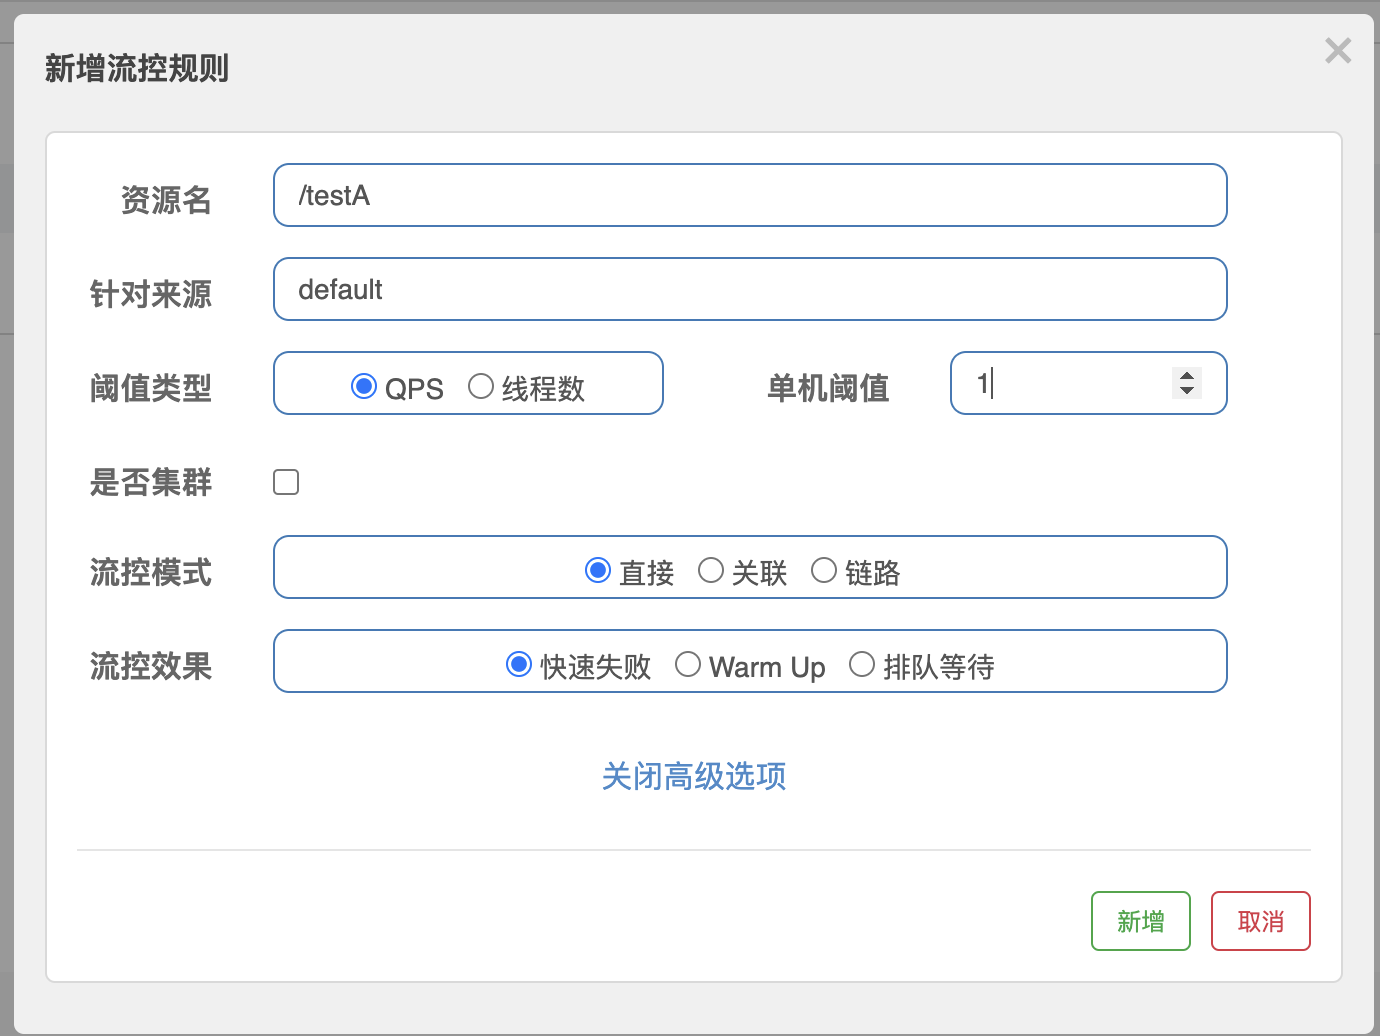 新增流控规则
资源名 /testA
针对来源 default
阈值类型 QPS 线程数 单机阈值 1
是否集群
流控模式 直接 关联 链路
流控效果 快速失败 Warm Up 排队等待
关闭高级选项
新增 取消